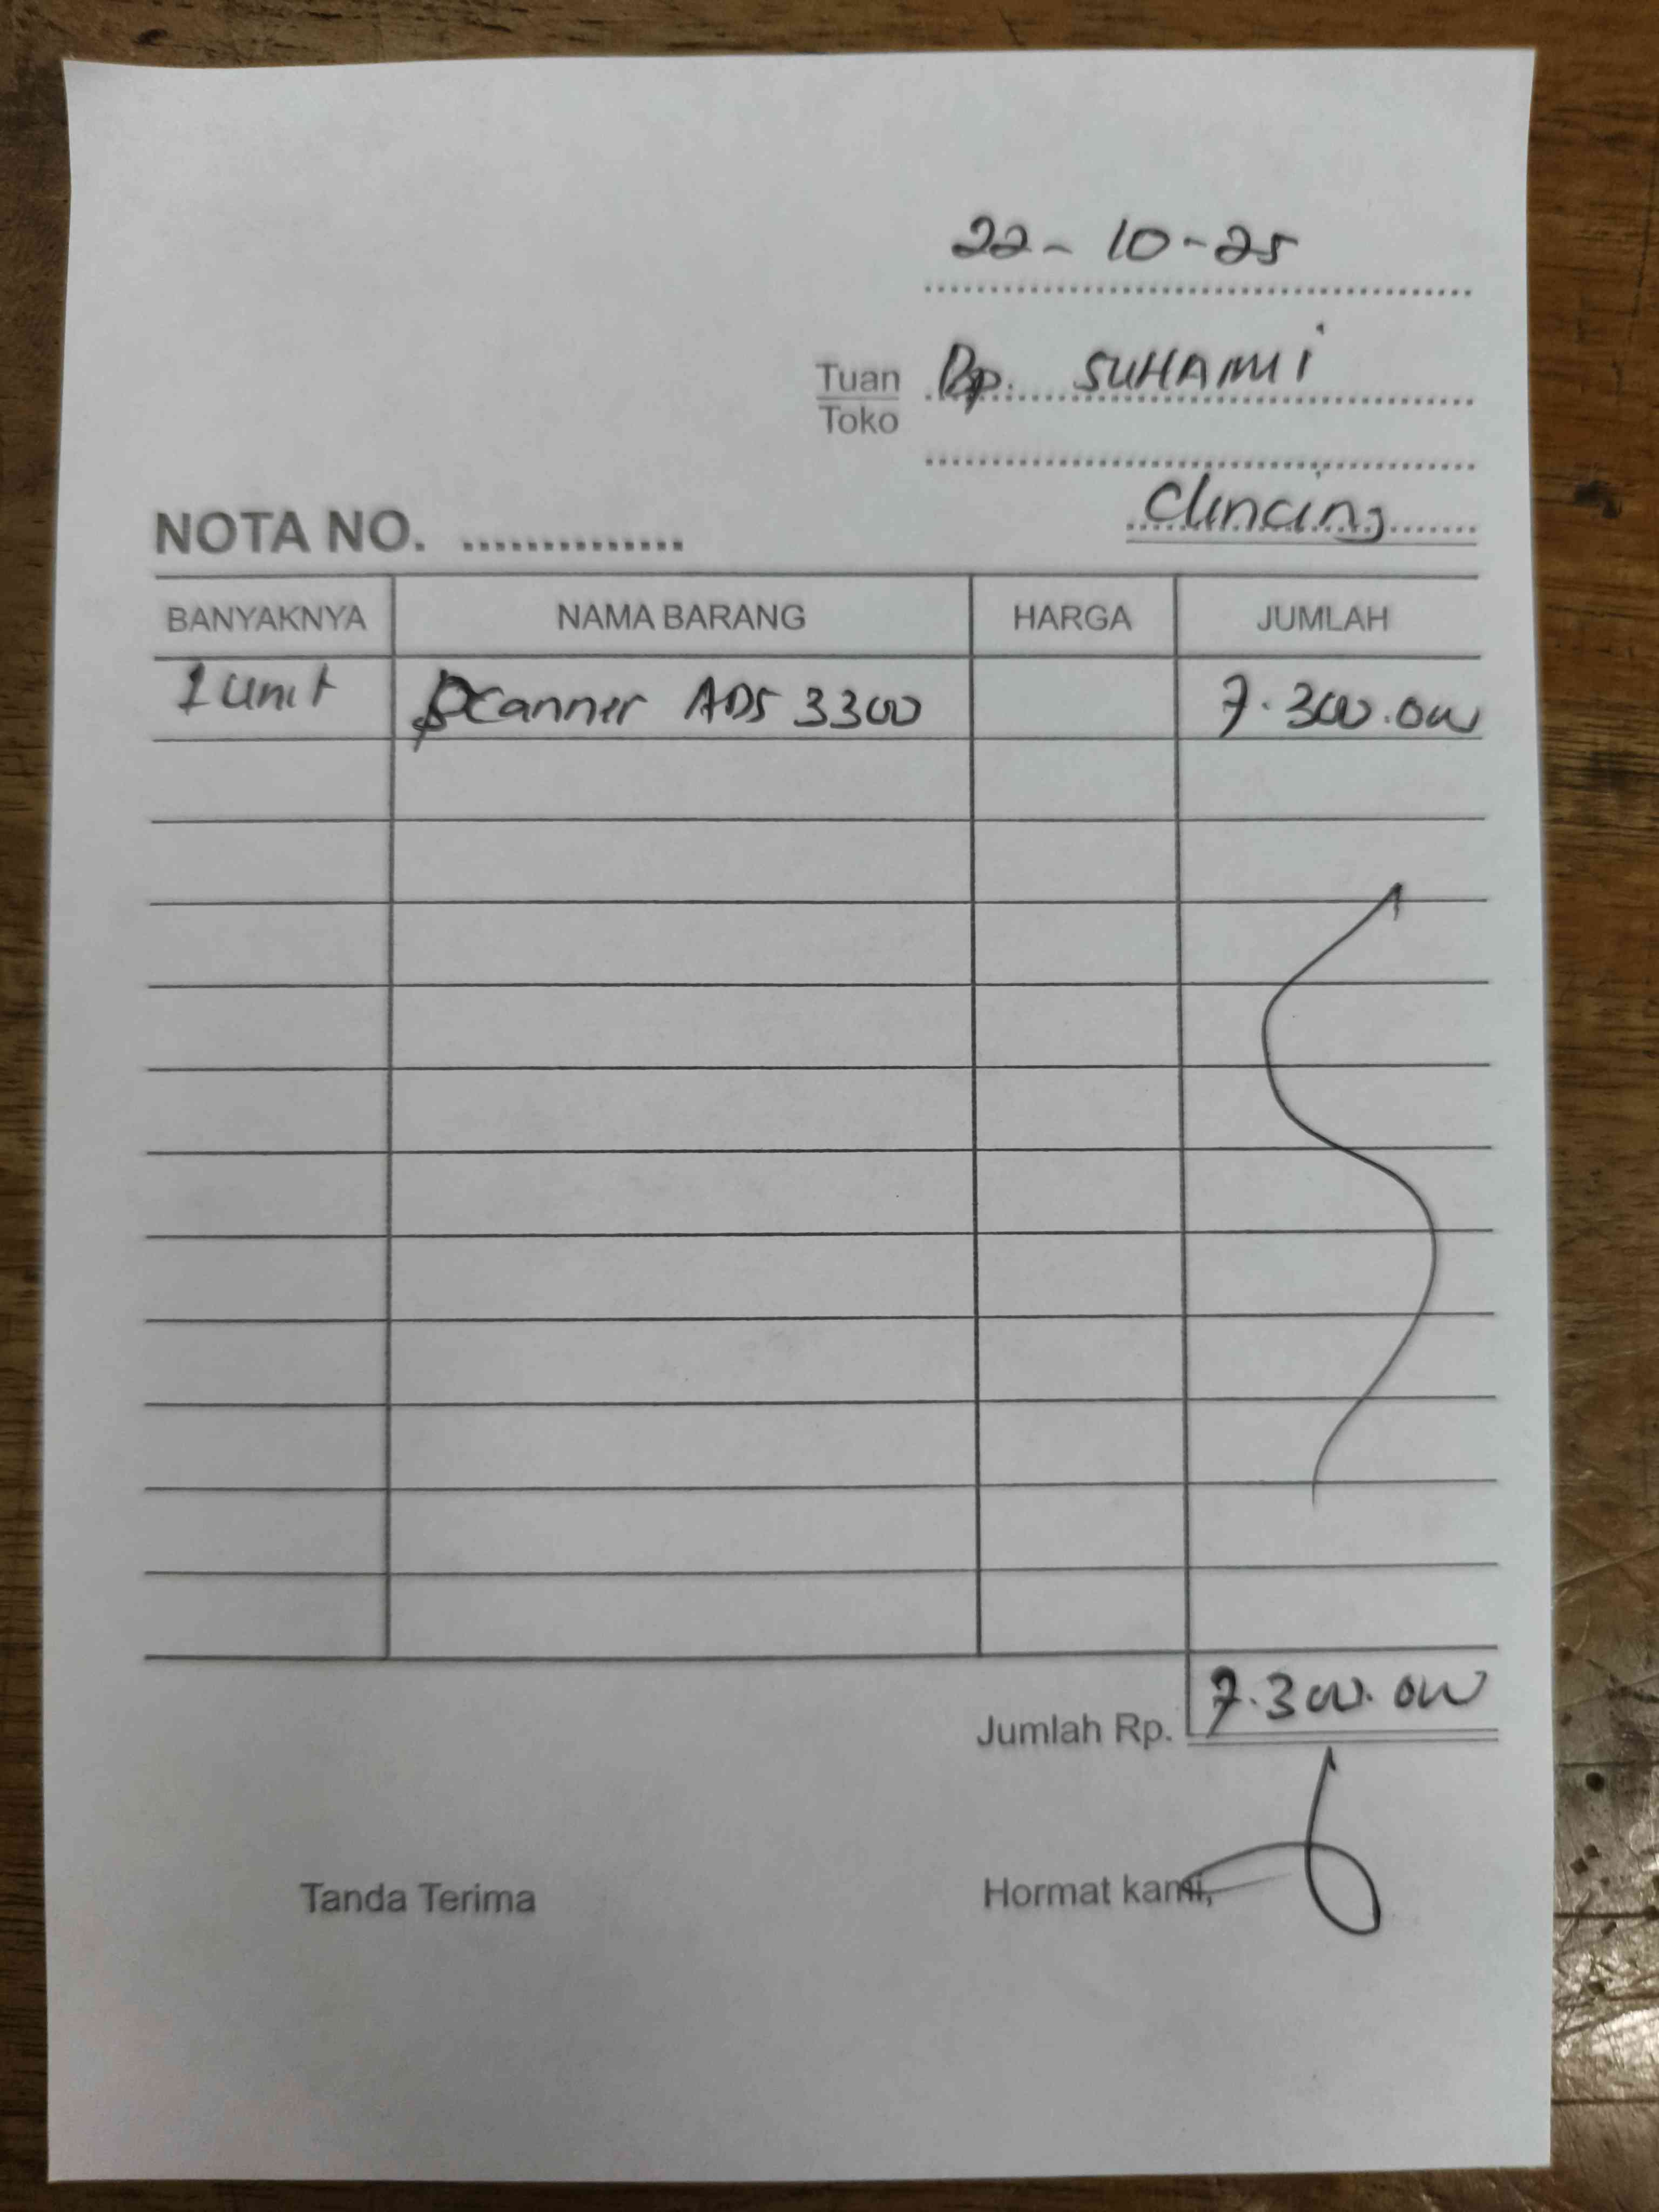 22-10-25
Tuan Bp. SUHAMI
Toko
NOTA NO. .............. Clincing
BANYAKNYA NAMA BARANG HARGA JUMLAH
1 Unit Scanner ADS 3300 7.300.000
Jumlah Rp. 7.300.000
Tanda Terima Hormat kami,